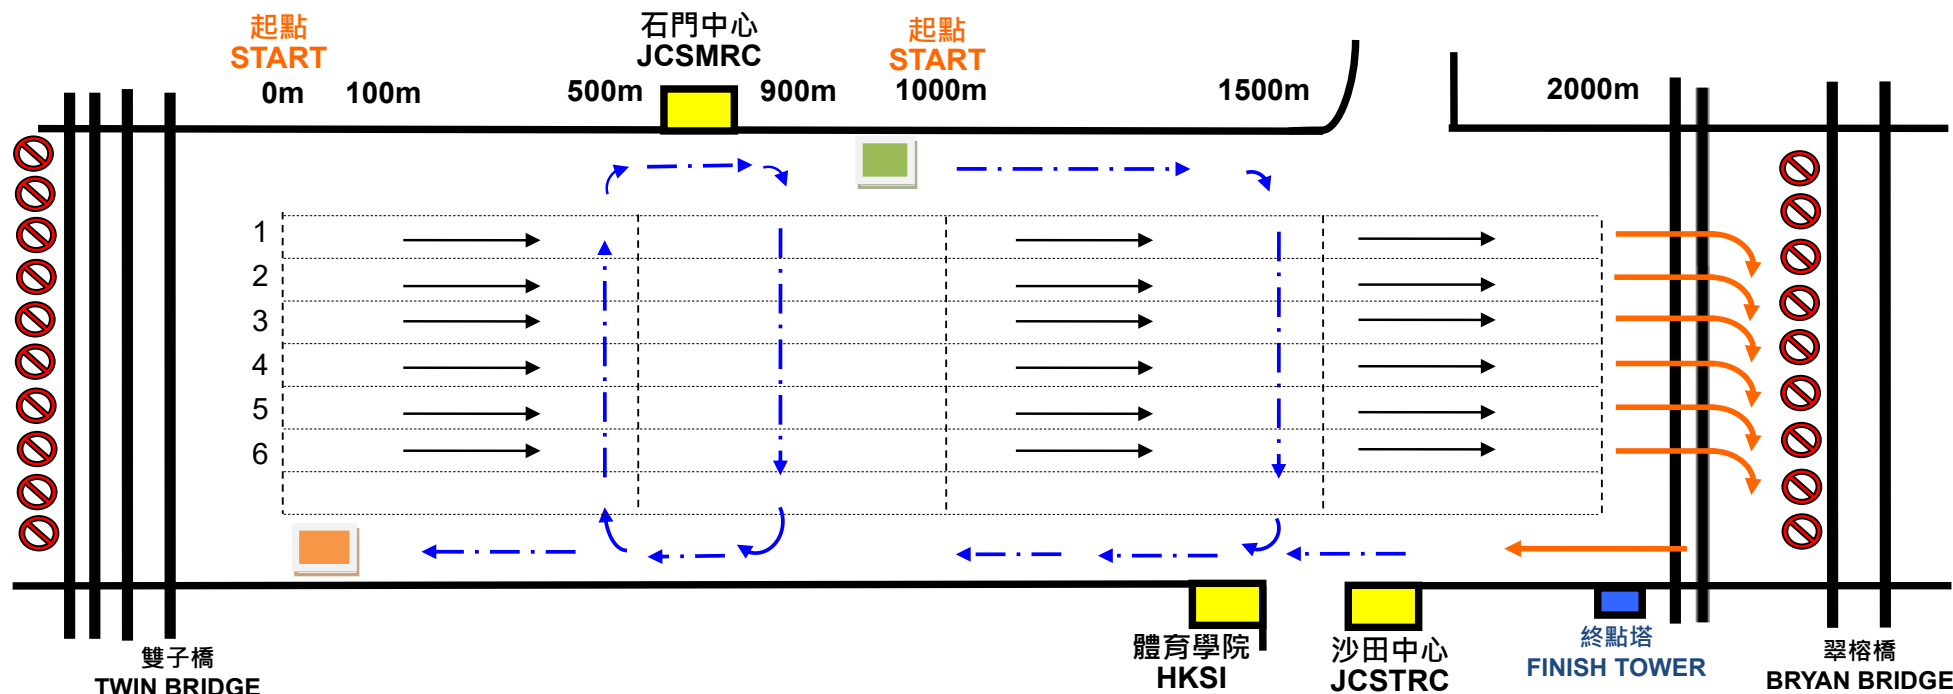 起點
START
石門中心
JCSMRC
起點
START
0m 100m 500m 900m 1000m 1500m 2000m
1
2
3
4
5
6
雙子橋
TWIN BRIDGE
體育學院
HKSI
沙田中心
JCSTRC
終點塔
FINISH TOWER
翠榕橋
BRYAN BRIDGE